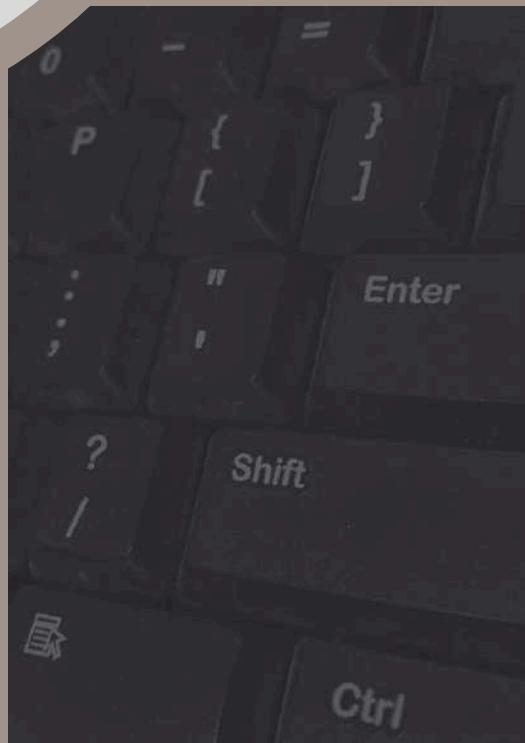 0 - =
P { }
[ ]
: " Enter
; '
? Shift
/
Ctrl